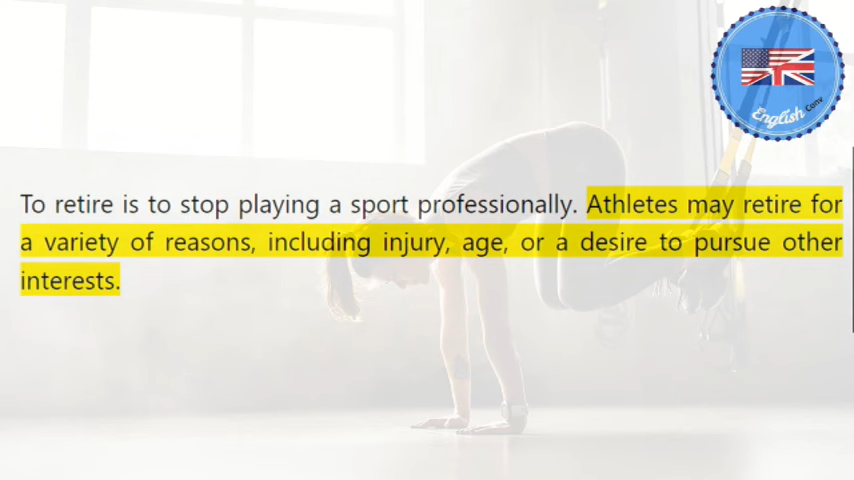 English Conv
To retire is to stop playing a sport professionally. Athletes may retire for
a variety of reasons, including injury, age, or a desire to pursue other
interests.